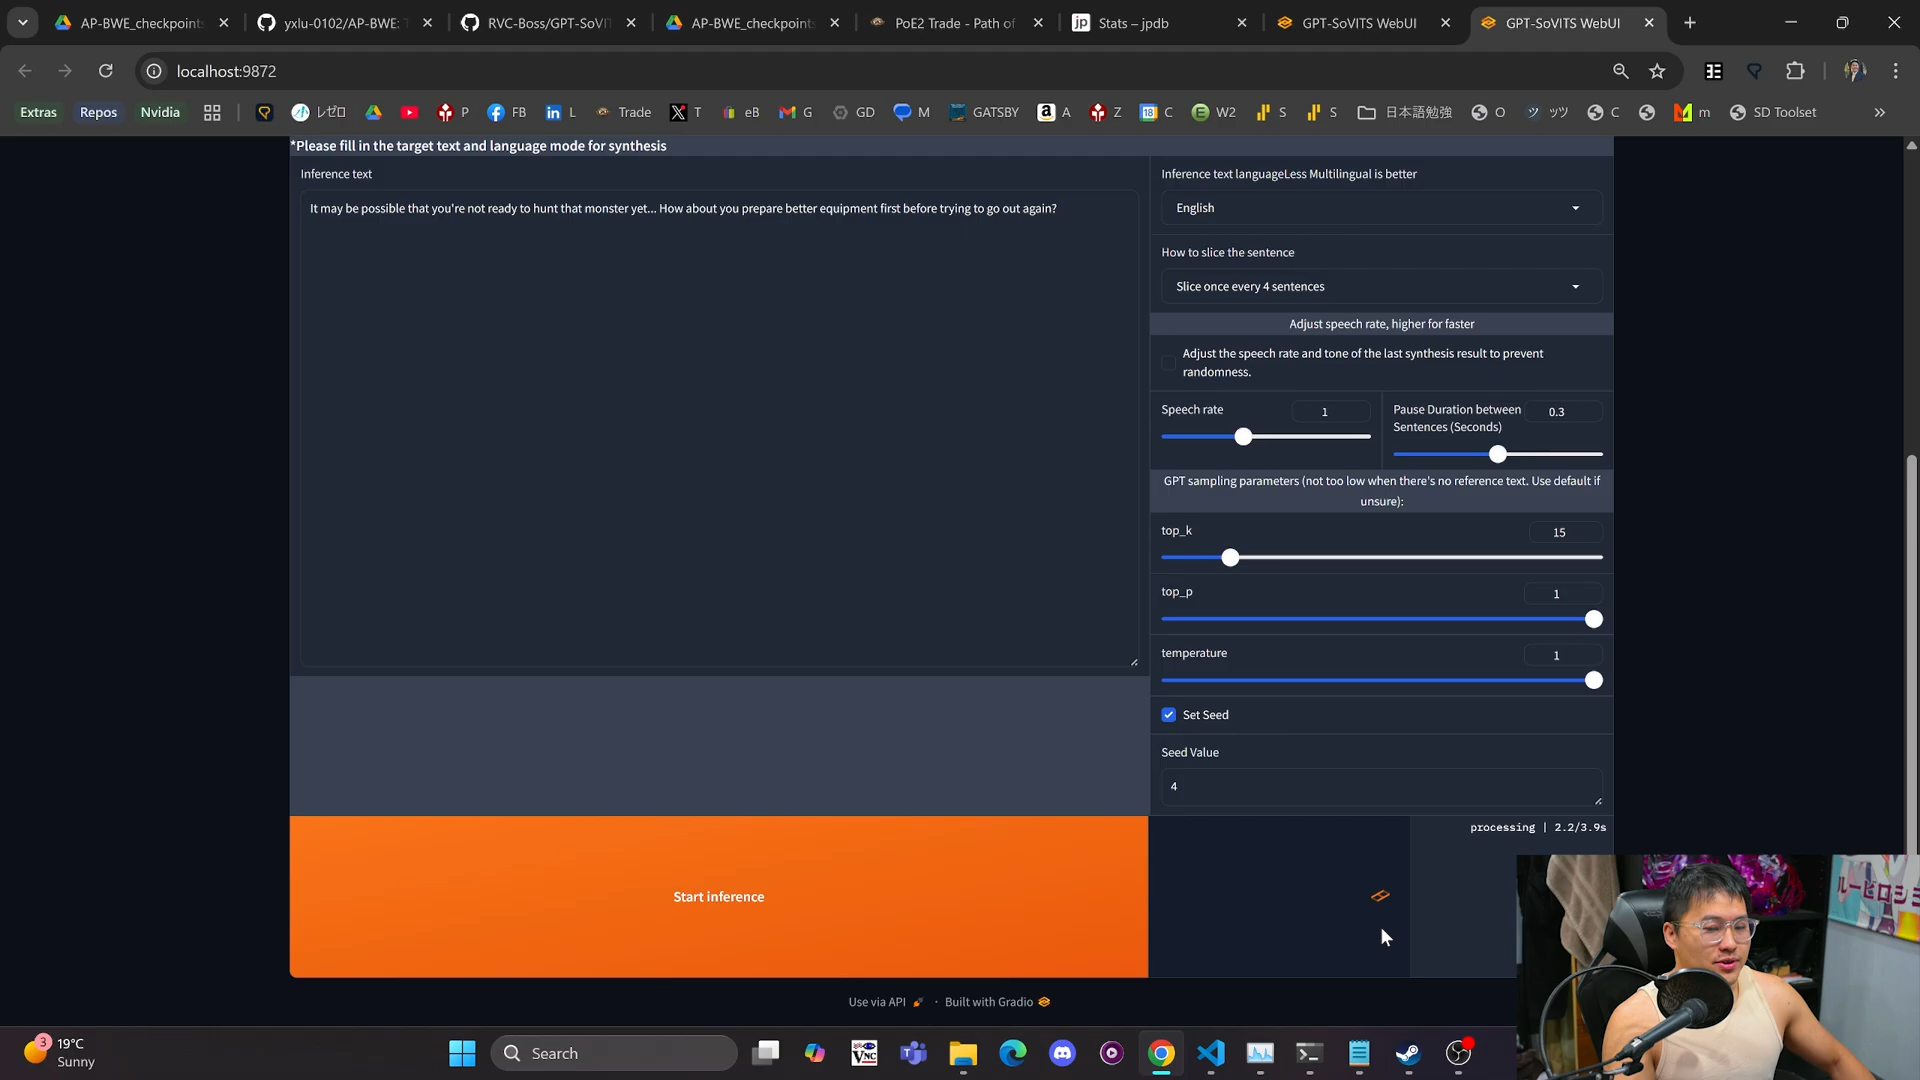 AP-BWE_checkpoints
yxlu-0102/AP-BWE: T
RVC-Boss/GPT-SoVIT
AP-BWE_checkpoints
PoE2 Trade - Path of
jp
Stats – jpdb
GPT-SoVITS WebUI
GPT-SoVITS WebUI
localhost:9872
Extras
Repos
Nvidia
レゼロ
P
FB
L
Trade
T
eB
G
GD
M
GATSBY
A
Z
C
W2
S
S
日本語勉強
O
ッツ
C
m
SD Toolset
*Please fill in the target text and language mode for synthesis
Inference text
It may be possible that you're not ready to hunt that monster yet... How about you prepare better equipment first before trying to go out again?
Inference text languageLess Multilingual is better
English
How to slice the sentence
Slice once every 4 sentences
Adjust speech rate, higher for faster
Adjust the speech rate and tone of the last synthesis result to prevent
randomness.
Speech rate
1
Pause Duration between
Sentences (Seconds)
0.3
GPT sampling parameters (not too low when there's no reference text. Use default if
unsure):
top_k
15
top_p
1
temperature
1
Set Seed
Seed Value
4
processing | 2.2/3.9s
Start inference
Use via API
·
Built with Gradio
3
19°C
Sunny
Search